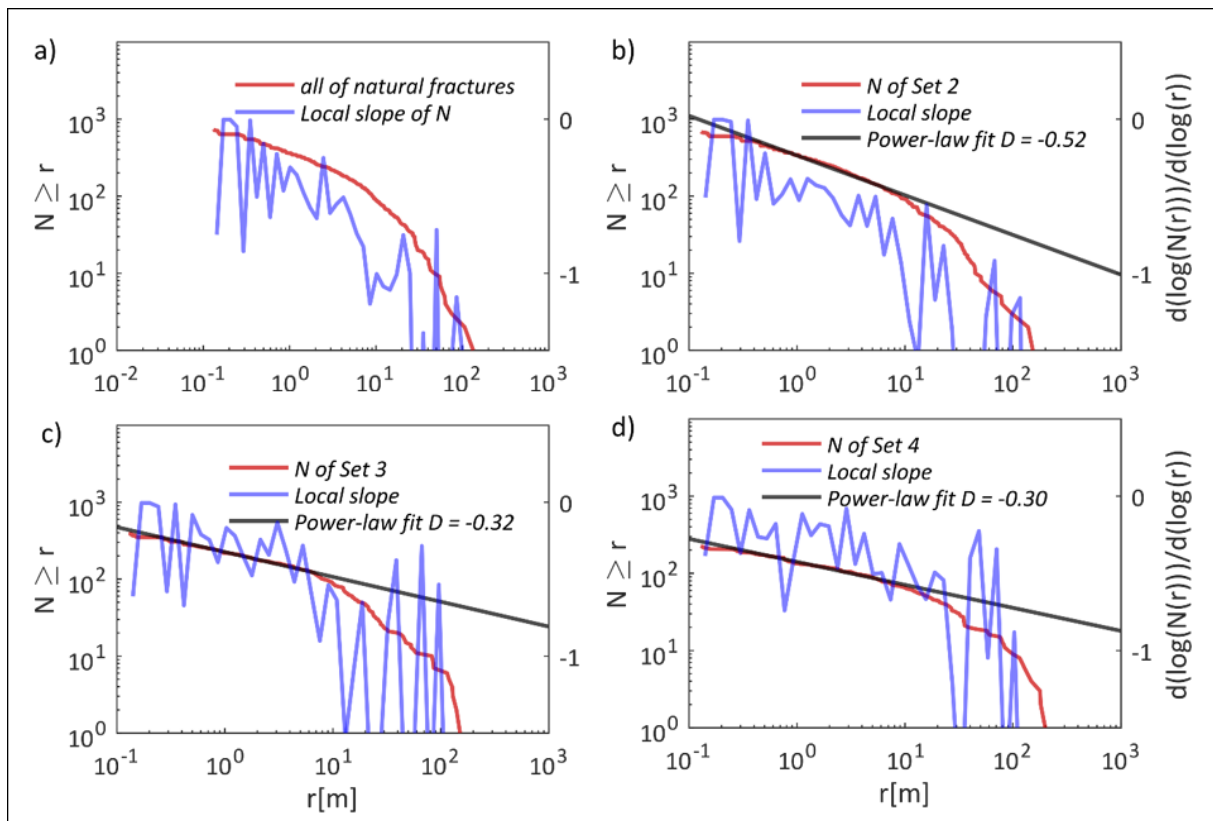 a)
all of natural fractures
Local slope of N
N ≥ r
10^3
10^2
10^1
10^0
0
-1
10^-2
10^-1
10^0
10^1
10^2
10^3
b)
N of Set 2
Local slope
Power-law fit D = -0.52
N ≥ r
10^3
10^2
10^1
10^0
0
-1
d(log(N(r)))/d(log(r))
10^-1
10^0
10^1
10^2
10^3
c)
N of Set 3
Local slope
Power-law fit D = -0.32
N ≥ r
10^3
10^2
10^1
10^0
0
-1
10^-1
10^0
10^1
10^2
10^3
r[m]
d)
N of Set 4
Local slope
Power-law fit D = -0.30
N ≥ r
10^3
10^2
10^1
10^0
0
-1
d(log(N(r)))/d(log(r))
10^-1
10^0
10^1
10^2
10^3
r[m]